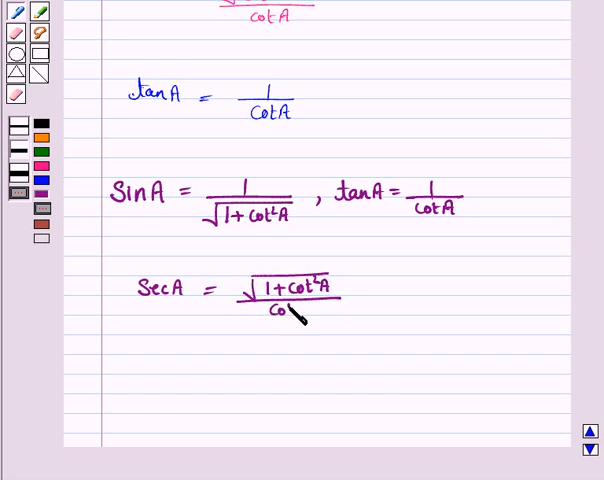 cotA
tanA = 1/cotA
SinA = 1/√(1+cot²A) , tanA = 1/cotA
SecA = √(1+cot²A)/co